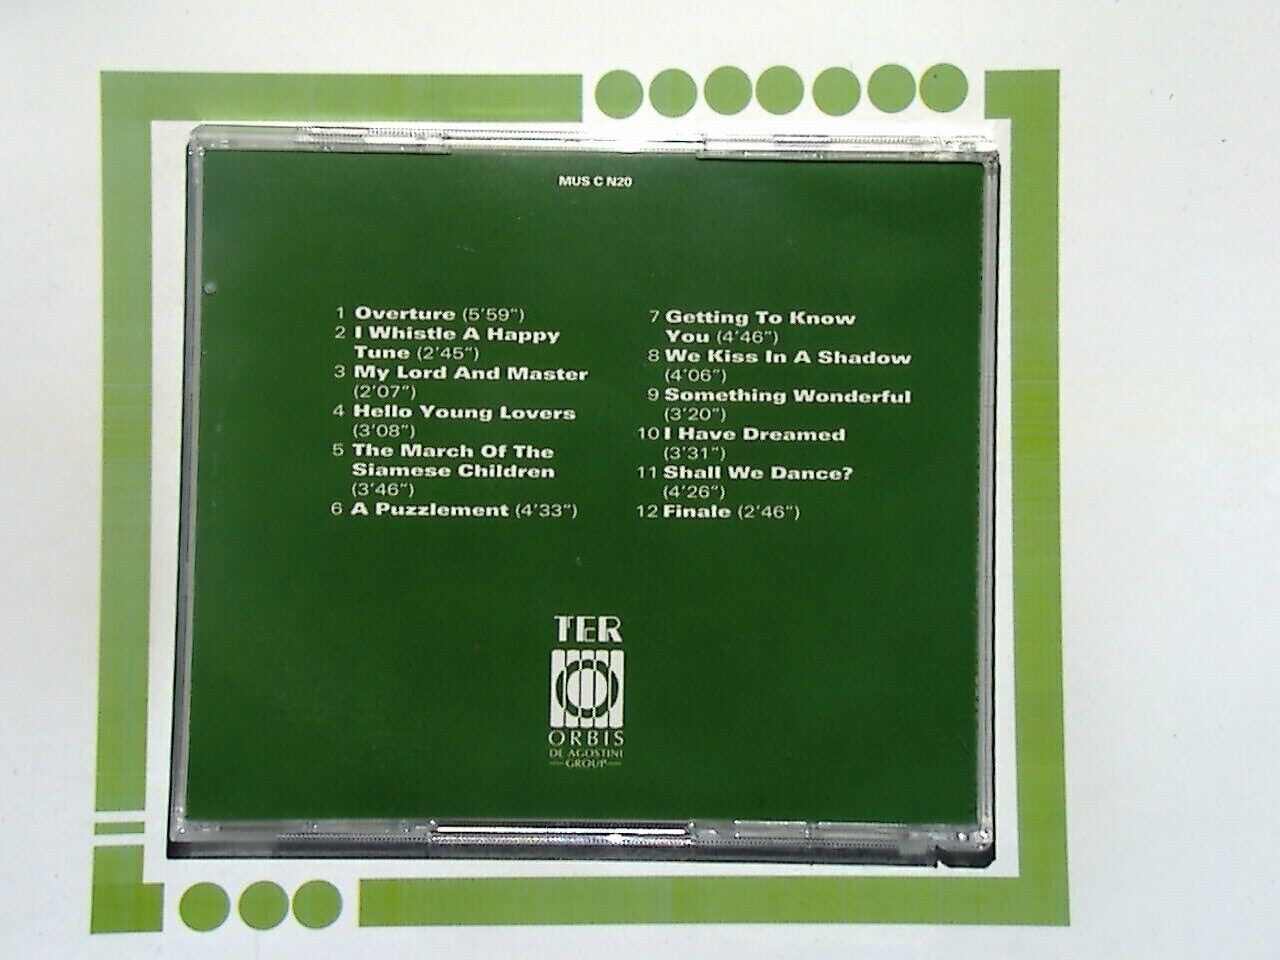 MUS C N20
1 Overture (5'59")
2 I Whistle A Happy
Tune (2'45")
3 My Lord And Master
(2'07")
4 Hello Young Lovers
(3'08")
5 The March Of The
Siamese Children
(3'46")
6 A Puzzlement (4'33")
7 Getting To Know
You (4'46")
8 We Kiss In A Shadow
(4'06")
9 Something Wonderful
(3'20")
10 I Have Dreamed
(3'31")
11 Shall We Dance?
(4'26")
12 Finale (2'46")
TER
ORBIS
DE AGOSTINI
GROUP